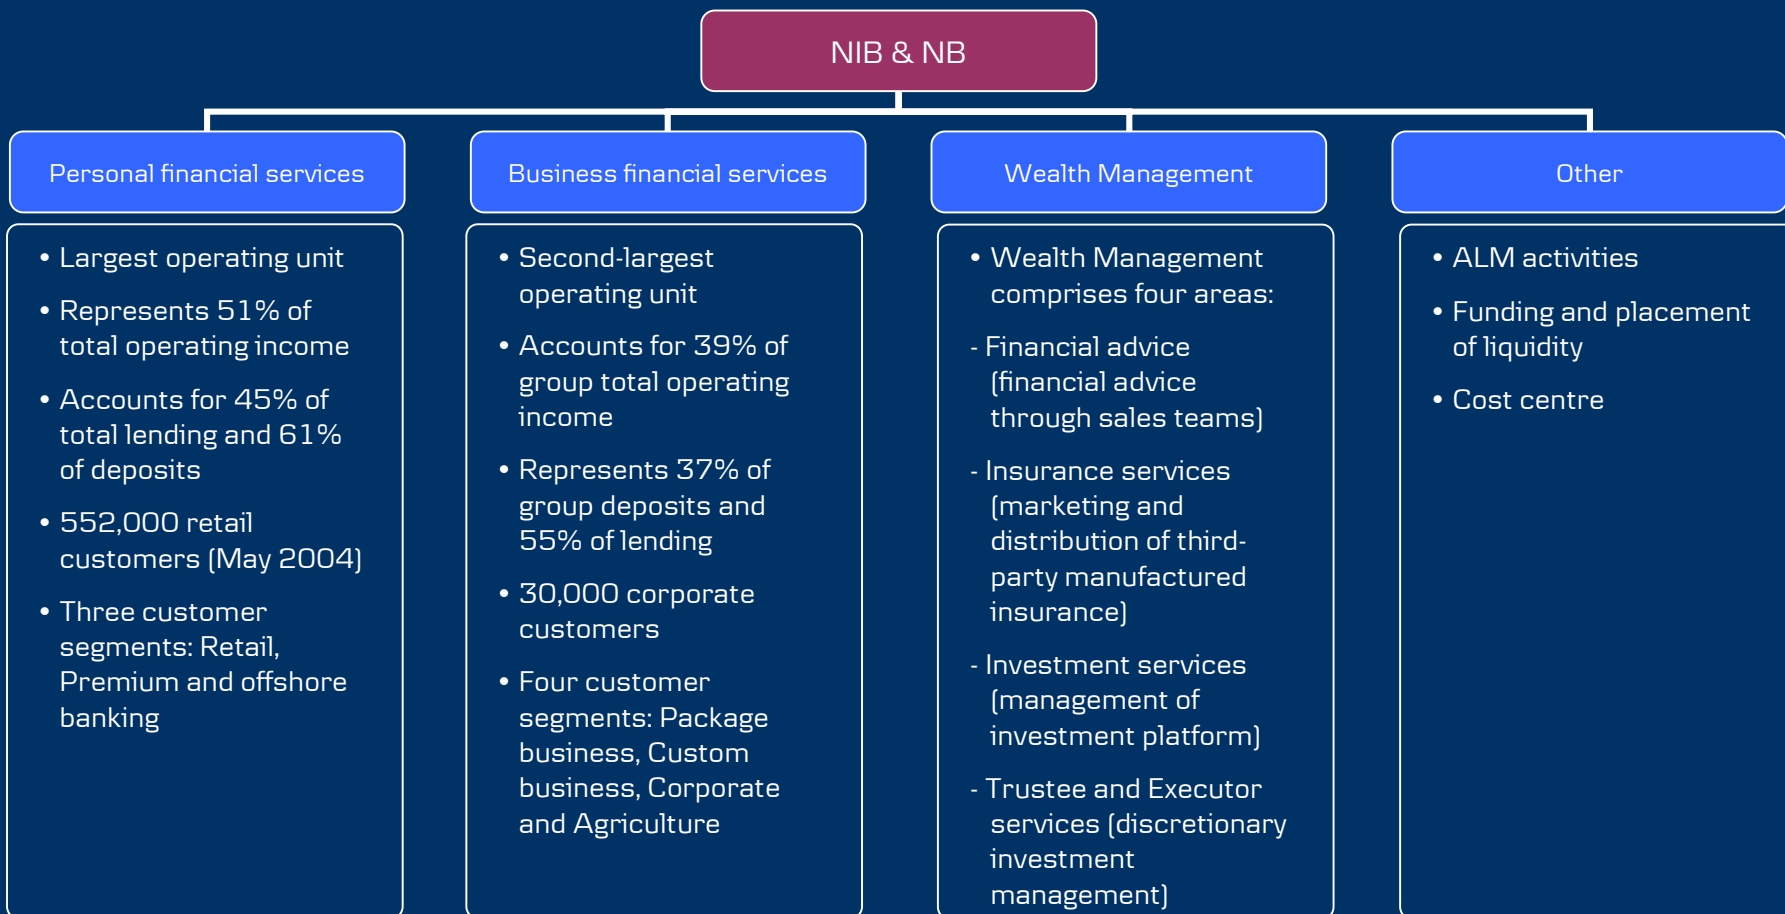 NIB & NB
Personal financial services
• Largest operating unit
• Represents 51% of
total operating income
• Accounts for 45% of
total lending and 61%
of deposits
• 552,000 retail
customers (May 2004)
• Three customer
segments: Retail,
Premium and offshore
banking
Business financial services
• Second-largest
operating unit
• Accounts for 39% of
group total operating
income
• Represents 37% of
group deposits and
55% of lending
• 30,000 corporate
customers
• Four customer
segments: Package
business, Custom
business, Corporate
and Agriculture
Wealth Management
• Wealth Management
comprises four areas:
- Financial advice
(financial advice
through sales teams)
- Insurance services
(marketing and
distribution of third-
party manufactured
insurance)
- Investment services
(management of
investment platform)
- Trustee and Executor
services (discretionary
investment
management)
Other
• ALM activities
• Funding and placement
of liquidity
• Cost centre